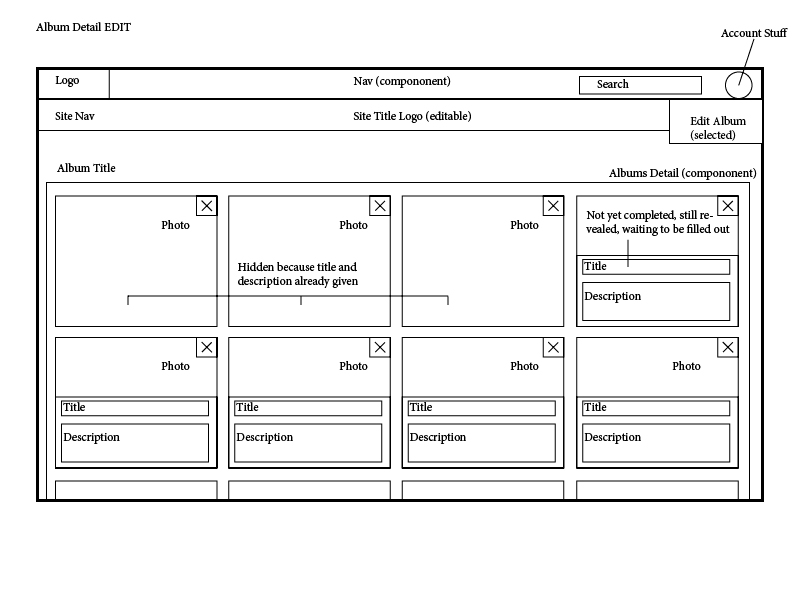 Album Detail EDIT
Account Stuff
Logo
Nav (compononent)
Search
Site Nav
Site Title Logo (editable)
Edit Album
(selected)
Album Title
Albums Detail (compononent)
Photo
Photo
Photo
Not yet completed, still re-
vealed, waiting to be filled out
Hidden because title and
description already given
Title
Description
Photo
Photo
Photo
Photo
Title
Title
Title
Title
Description
Description
Description
Description